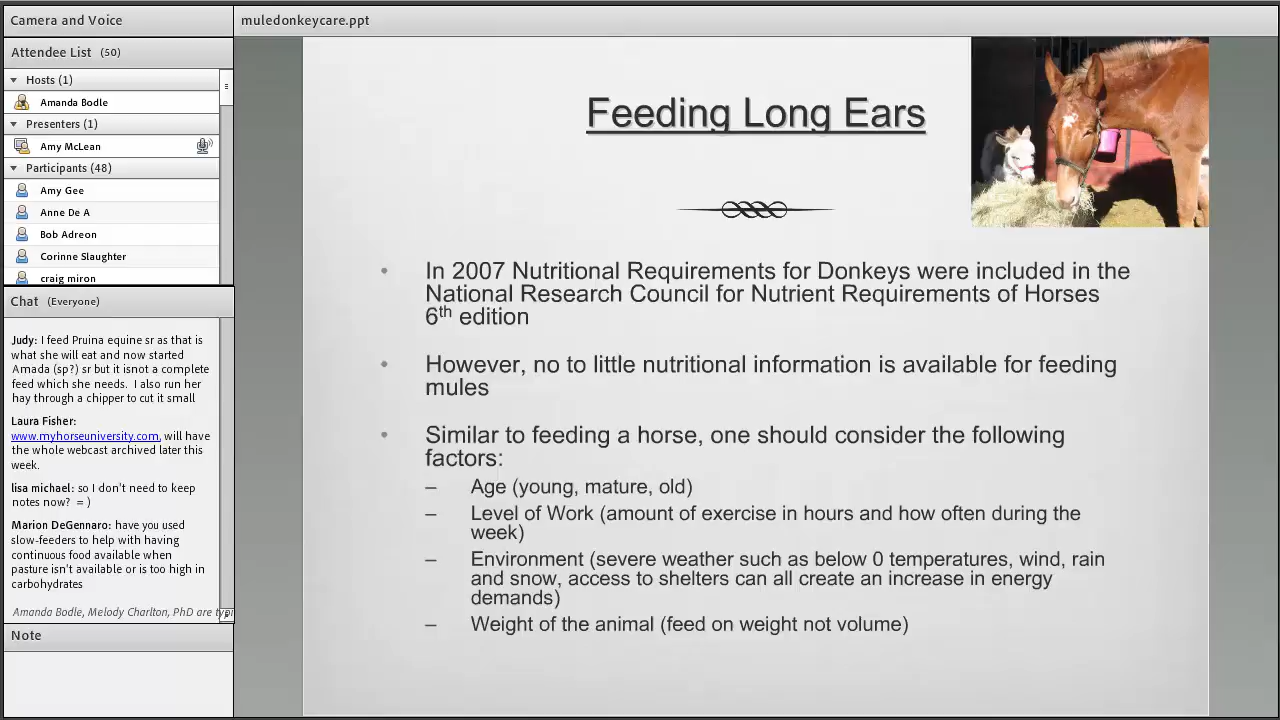 Camera and Voice
Attendee List (50)
Hosts (1)
Amanda Bodle
Presenters (1)
Amy McLean
Participants (48)
Amy Gee
Anne De A
Bob Adreon
Corinne Slaughter
craig miron
Chat (Everyone)
Judy: I feed Pruina equine sr as that is
what she will eat and now started
Amada (sp?) sr but it isnot a complete
feed which she needs. I also run her
hay through a chipper to cut it small
Laura Fisher:
www.myhorseuniversity.com, will have
the whole webcast archived later this
week.
lisa michael: so I don't need to keep
notes now? = )
Marion DeGennaro: have you used
slow-feeders to help with having
continuous food available when
pasture isn't available or is too high in
carbohydrates
Amanda Bodle, Melody Charlton, PhD are
Note
muledonkeycare.ppt
Feeding Long Ears
• In 2007 Nutritional Requirements for Donkeys were included in the
National Research Council for Nutrient Requirements of Horses
6th edition
• However, no to little nutritional information is available for feeding
mules
• Similar to feeding a horse, one should consider the following
factors:
– Age (young, mature, old)
– Level of Work (amount of exercise in hours and how often during the
week)
– Environment (severe weather such as below 0 temperatures, wind, rain
and snow, access to shelters can all create an increase in energy
demands)
– Weight of the animal (feed on weight not volume)